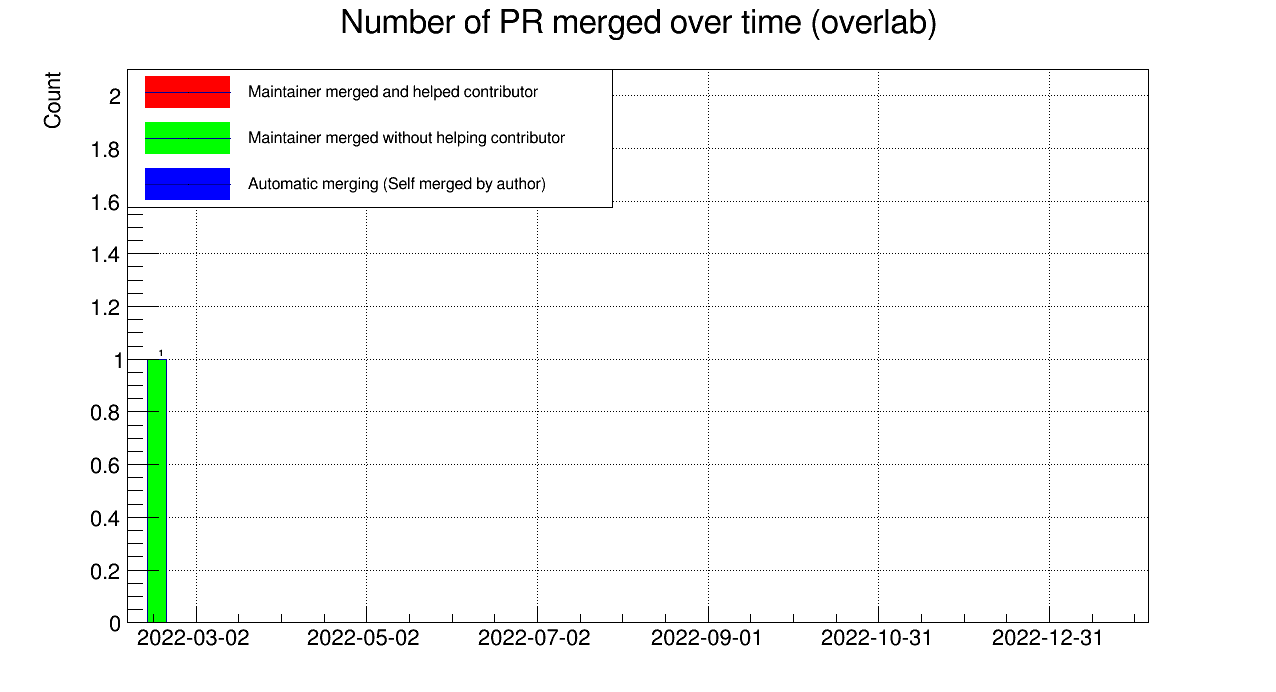 Number of PR merged over time (overlab)
Count
Maintainer merged and helped contributor
Maintainer merged without helping contributor
Automatic merging (Self merged by author)
2
1.8
1.6
1.4
1.2
1
0.8
0.6
0.4
0.2
0
1
2022-03-02 2022-05-02 2022-07-02 2022-09-01 2022-10-31 2022-12-31